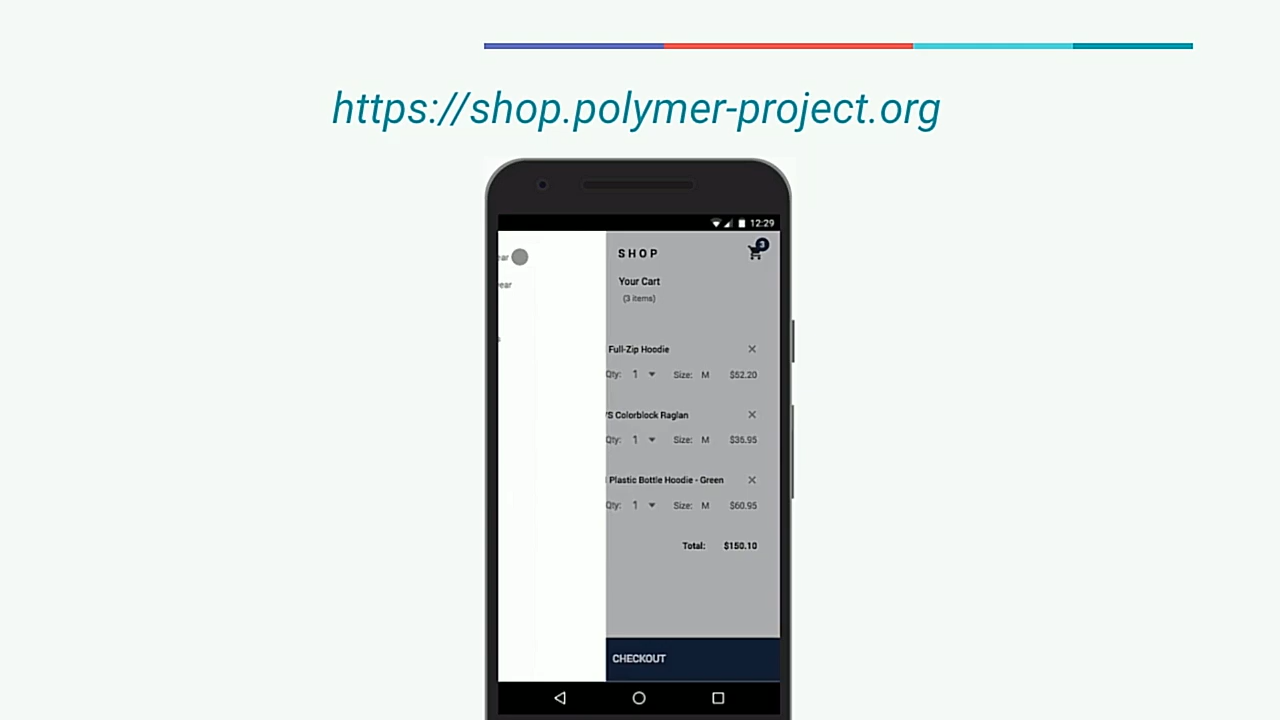 https://shop.polymer-project.org
12:29
SHOP
3
Your Cart
(3 items)
Full-Zip Hoodie
Qty: 1 Size: M $52.20
/S Colorblock Raglan
Qty: 1 Size: M $35.95
Plastic Bottle Hoodie - Green
Qty: 1 Size: M $60.95
Total: $150.10
CHECKOUT